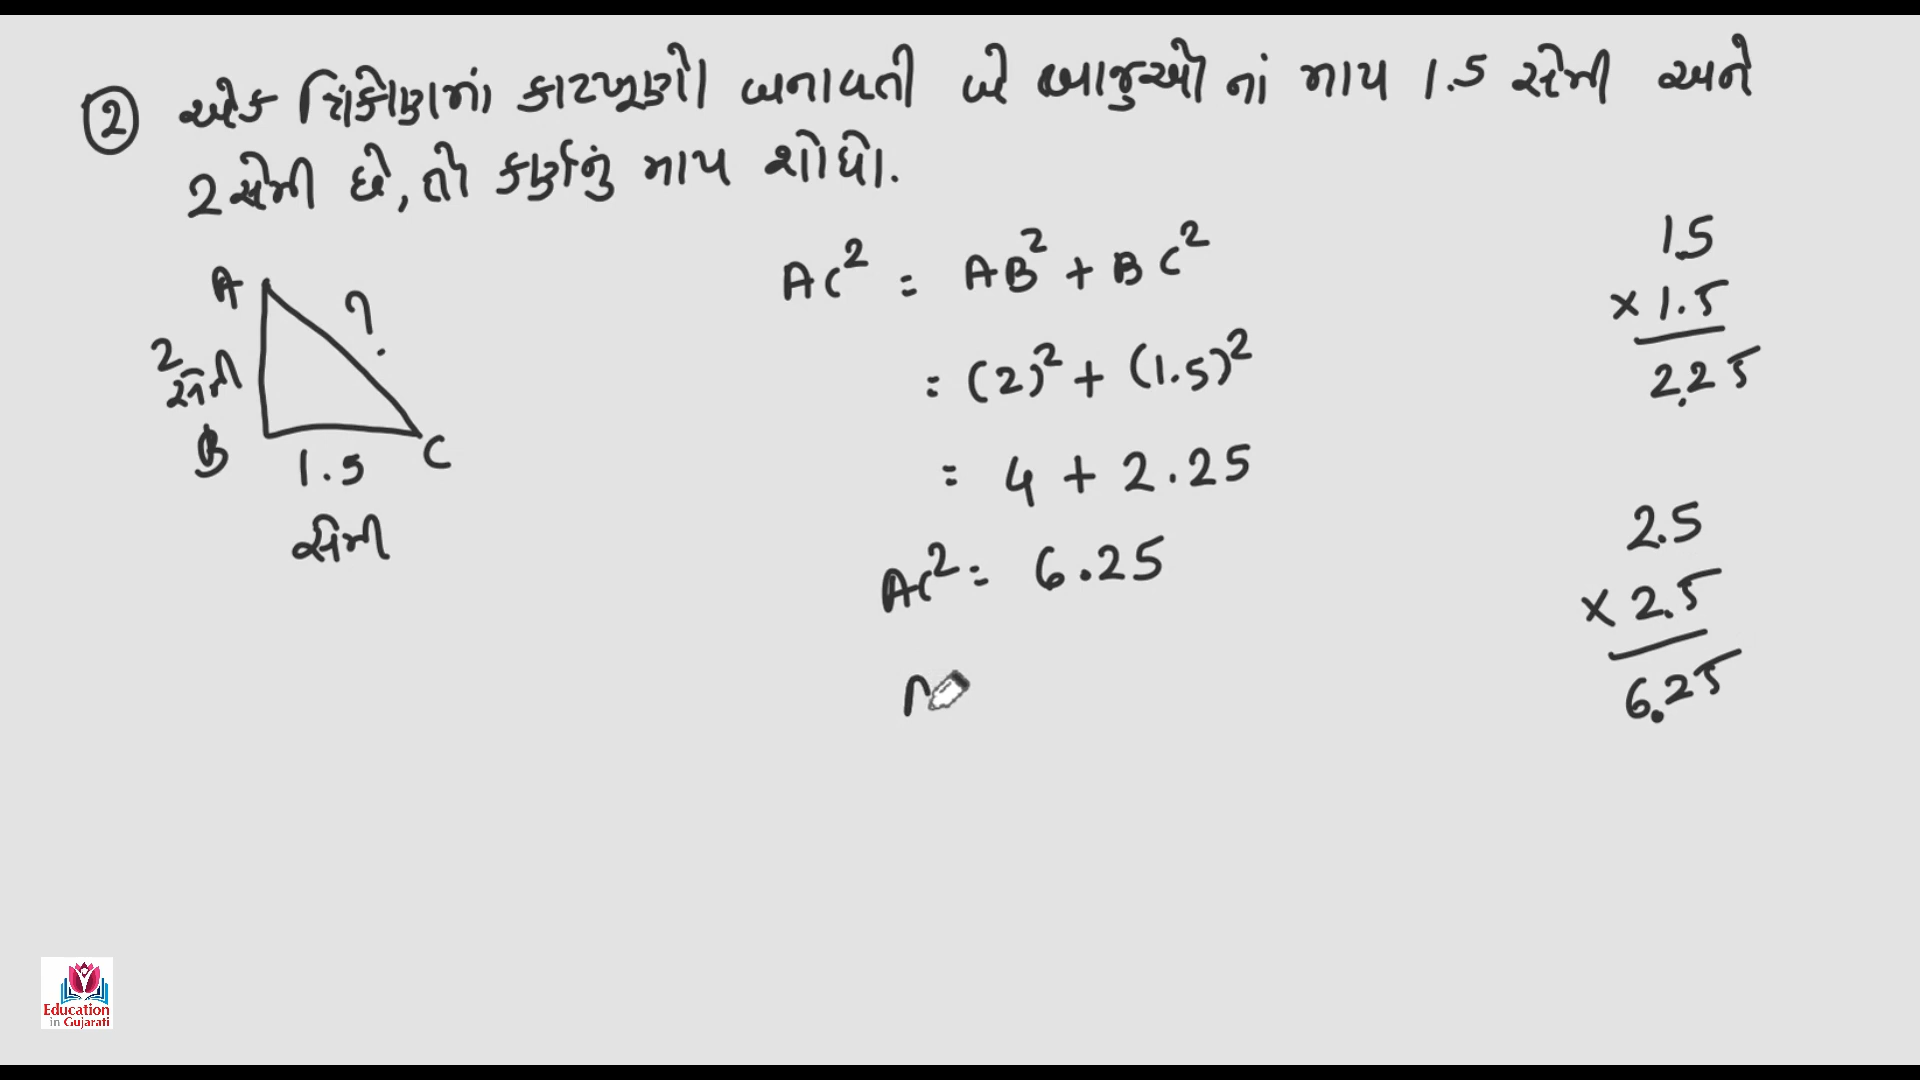 ② એક ત્રિકોણમાં કાટખૂણો બનાવતી બે બાજુઓ નાં માપ 1.5 સેમી અને
2 સેમી છે, તો કર્ણનું માપ શોધો.
A
?
2
સેમી
B
C
1.5
સેમી
AC² = AB² + BC²
= (2)² + (1.5)²
= 4 + 2.25
AC² = 6.25
1.5
× 1.5
2.25
2.5
× 2.5
6.25
Education
in Gujarati